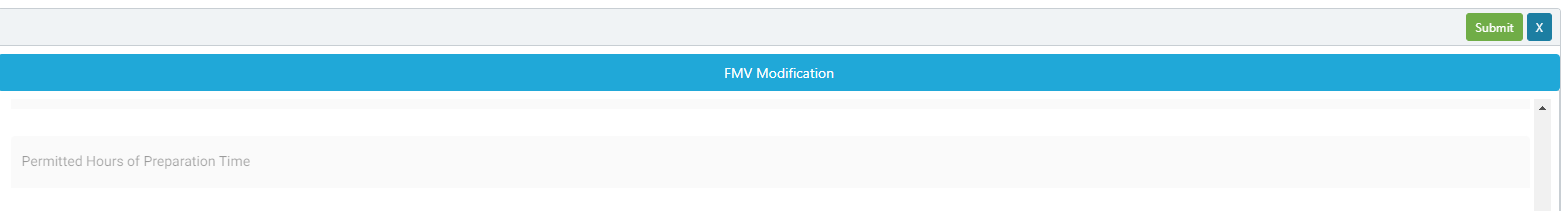 Submit X
FMV Modification
Permitted Hours of Preparation Time